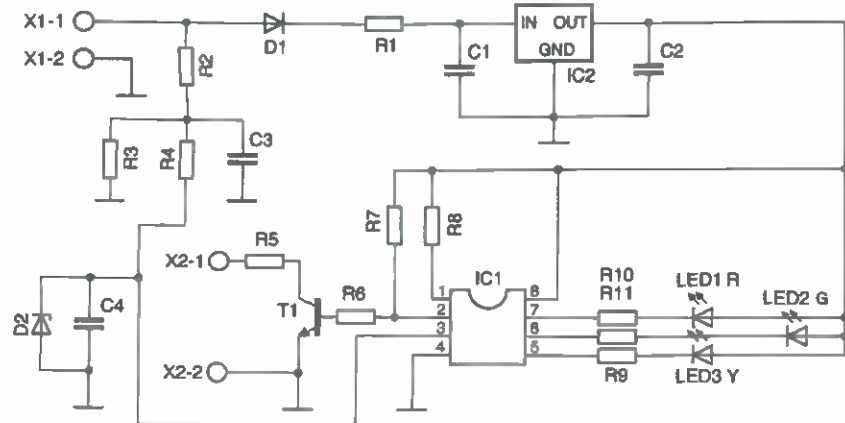 X1-1
D1
R1
IN OUT
GND
IC2
C1
C2
X1-2
R2
R3
R4
C3
R7
R8
X2-1
R5
IC1
R10
R11
LED1 R
LED2 G
D2
C4
T1
R6
1
2
3
4
8
7
6
5
X2-2
R9
LED3 Y